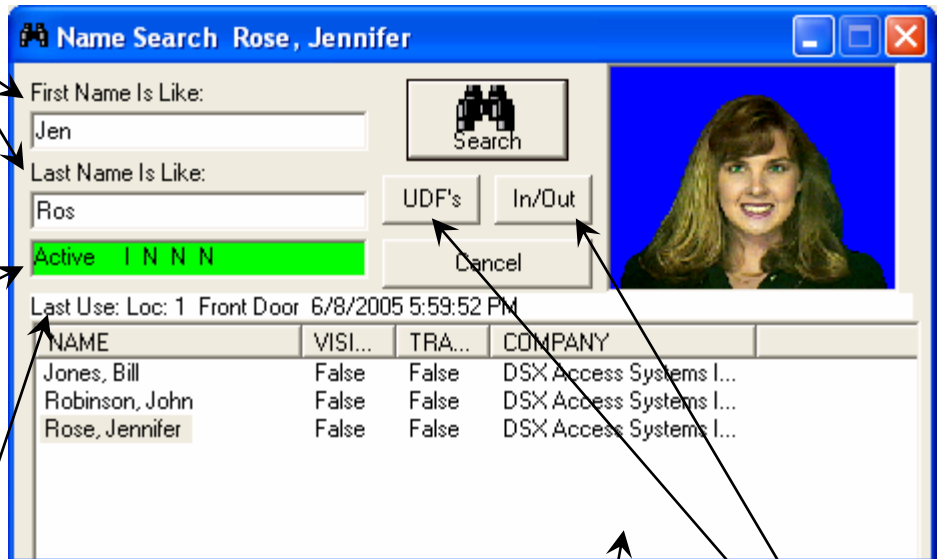 Name Search Rose, Jennifer
First Name Is Like:
Jen
Search
Last Name Is Like:
Ros
UDF's In/Out
Active I N N N
Cancel
Last Use: Loc: 1 Front Door 6/8/2005 5:59:52 PM
NAME VISI... TRA... COMPANY
Jones, Bill False False DSX Access Systems I...
Robinson, John False False DSX Access Systems I...
Rose, Jennifer False False DSX Access Systems I...